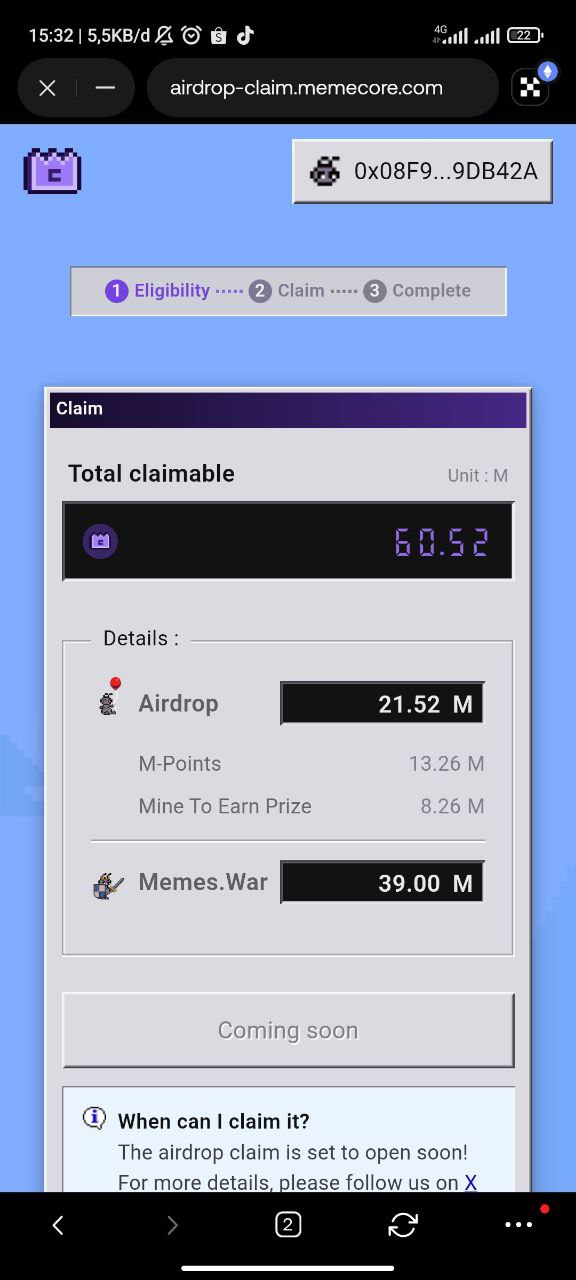 15:32 | 5,5KB/d
4G
22
airdrop-claim.memecore.com
0x08F9...9DB42A
1 Eligibility ····· 2 Claim ····· 3 Complete
Claim
Total claimable
Unit : M
60.52
Details :
Airdrop
21.52 M
M-Points
13.26 M
Mine To Earn Prize
8.26 M
Memes.War
39.00 M
Coming soon
When can I claim it?
The airdrop claim is set to open soon!
For more details, please follow us on X
2